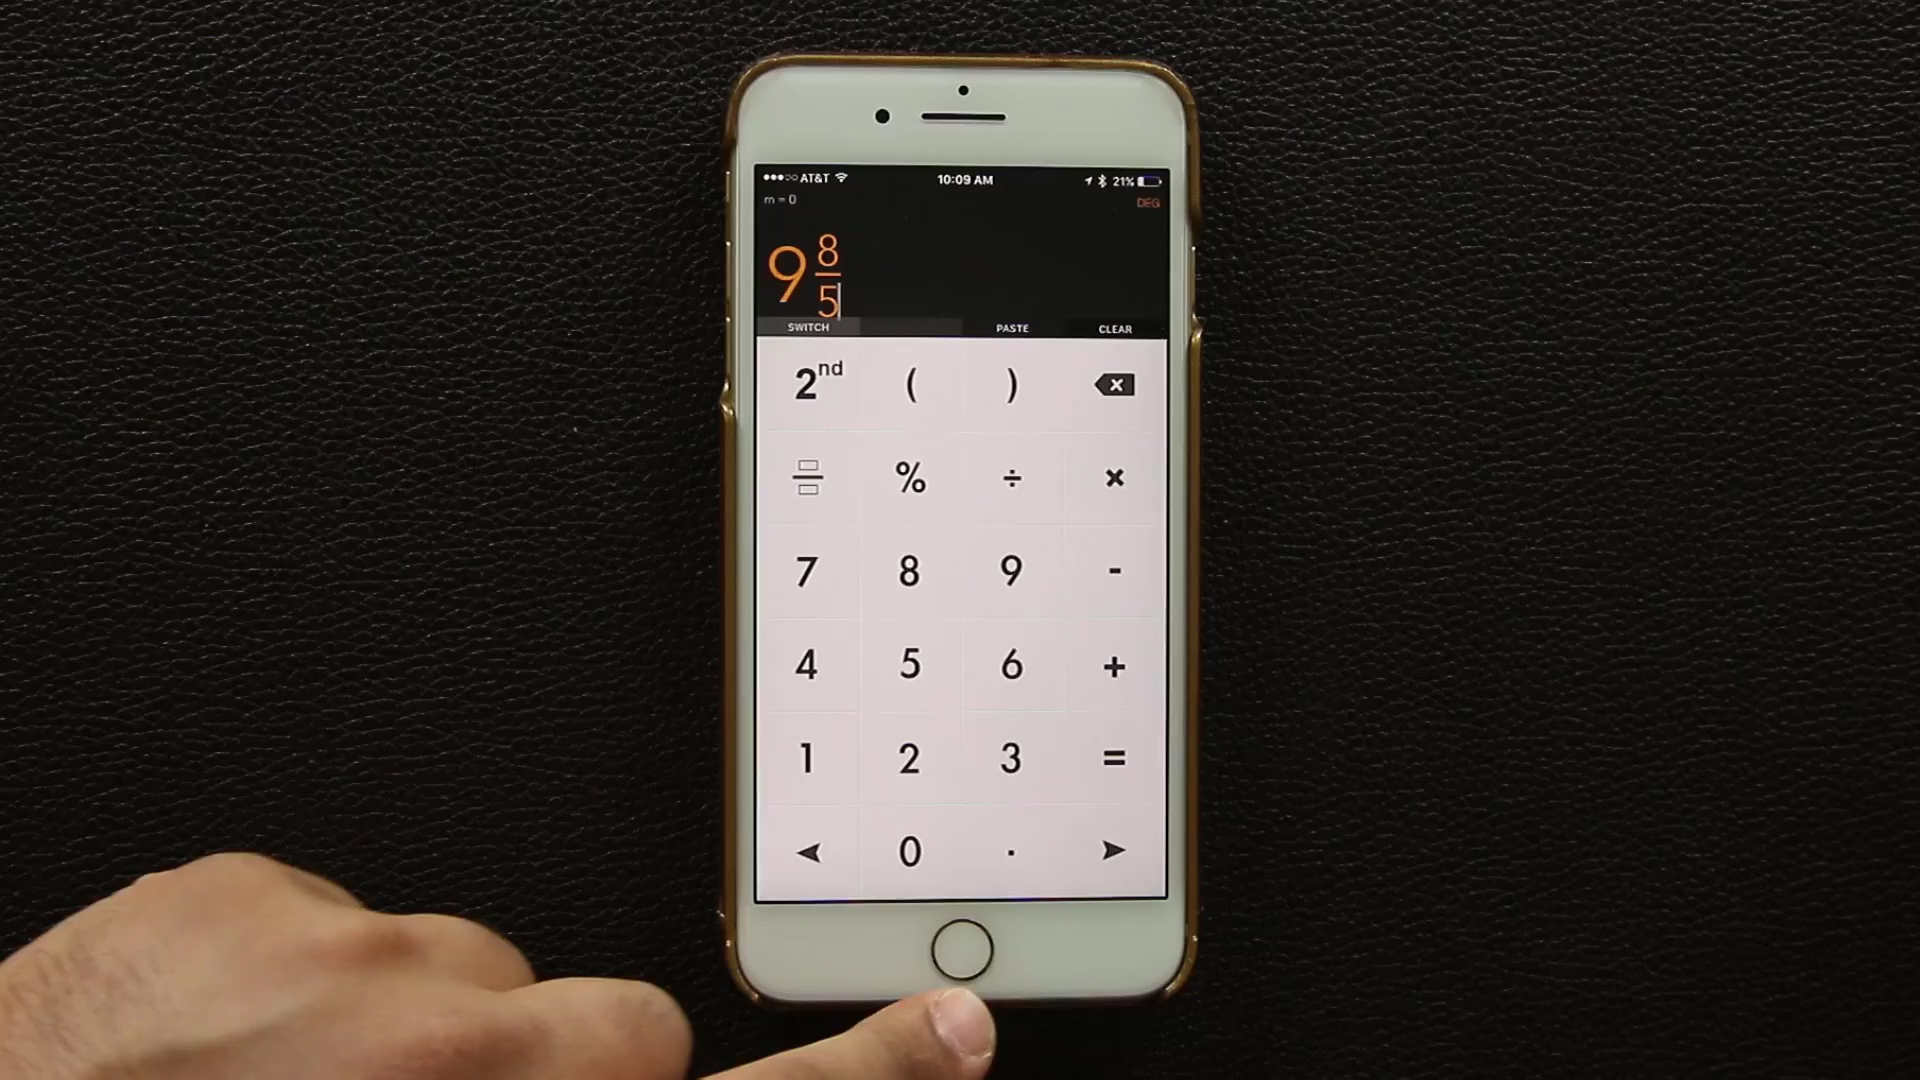 AT&T 10:09 AM 21%
m = 0 DEG
9 8/5
SWITCH PASTE CLEAR
2nd ( )
% ÷ ×
7 8 9 -
4 5 6 +
1 2 3 =
0 .